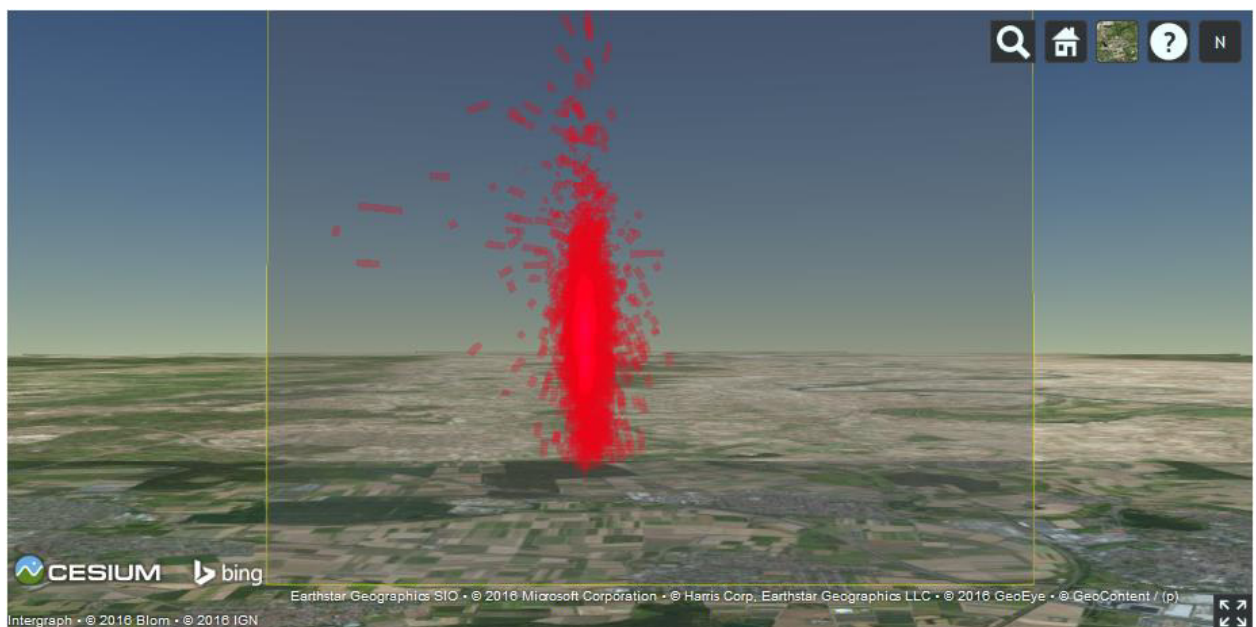 ?
N
CESIUM bing
Earthstar Geographics SIO • © 2016 Microsoft Corporation • © Harris Corp, Earthstar Geographics LLC • © 2016 GeoEye • © GeoContent / (p)
Intergraph • © 2016 Blom • © 2016 IGN